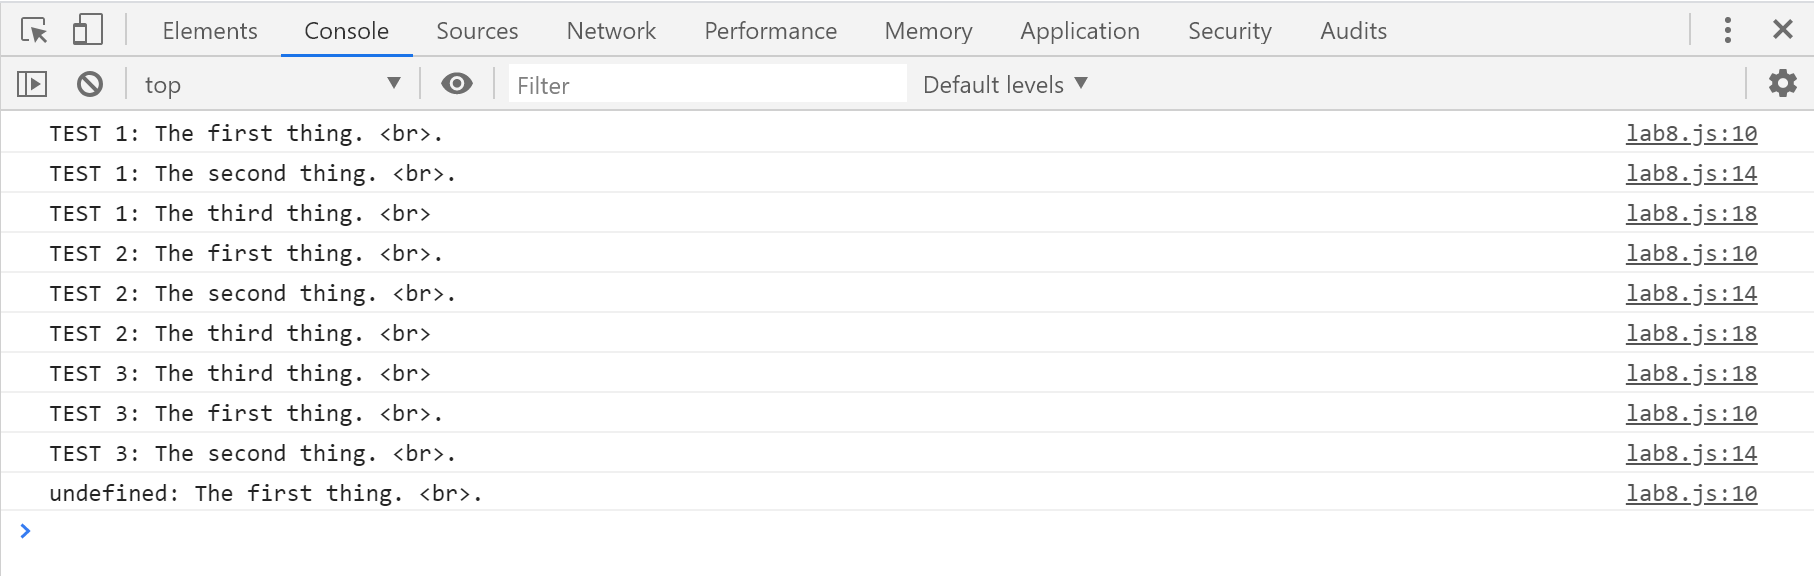 Elements Console Sources Network Performance Memory Application Security Audits
top Filter Default levels
TEST 1: The first thing. <br>. lab8.js:10
TEST 1: The second thing. <br>. lab8.js:14
TEST 1: The third thing. <br> lab8.js:18
TEST 2: The first thing. <br>. lab8.js:10
TEST 2: The second thing. <br>. lab8.js:14
TEST 2: The third thing. <br> lab8.js:18
TEST 3: The third thing. <br> lab8.js:18
TEST 3: The first thing. <br>. lab8.js:10
TEST 3: The second thing. <br>. lab8.js:14
undefined: The first thing. <br>. lab8.js:10